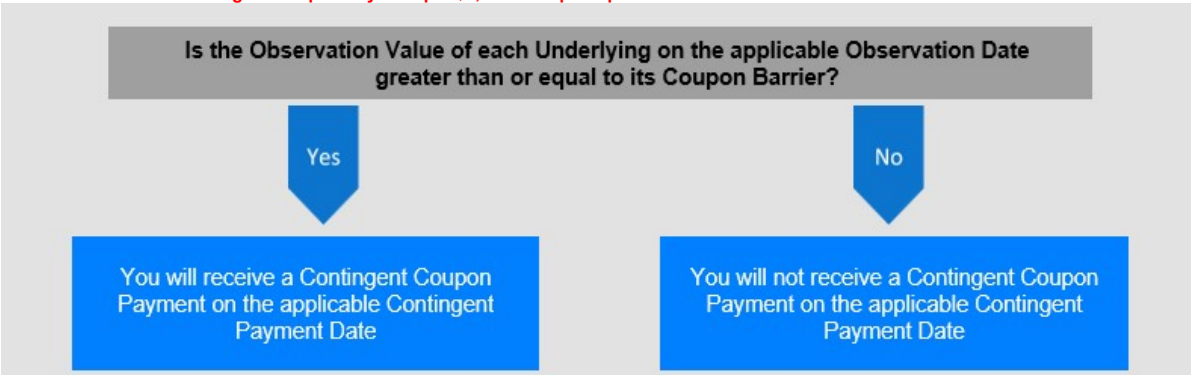 Is the Observation Value of each Underlying on the applicable Observation Date
greater than or equal to its Coupon Barrier?
Yes
No
You will receive a Contingent Coupon
Payment on the applicable Contingent
Payment Date
You will not receive a Contingent Coupon
Payment on the applicable Contingent
Payment Date